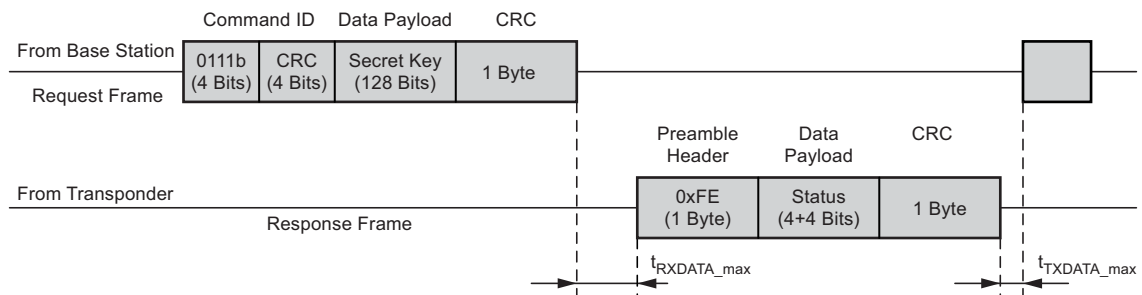 Command ID Data Payload CRC
From Base Station
0111b
(4 Bits)
CRC
(4 Bits)
Secret Key
(128 Bits)
1 Byte
Request Frame
Preamble
Header
Data
Payload
CRC
From Transponder
0xFE
(1 Byte)
Status
(4+4 Bits)
1 Byte
Response Frame
tRXDATA_max
tTXDATA_max